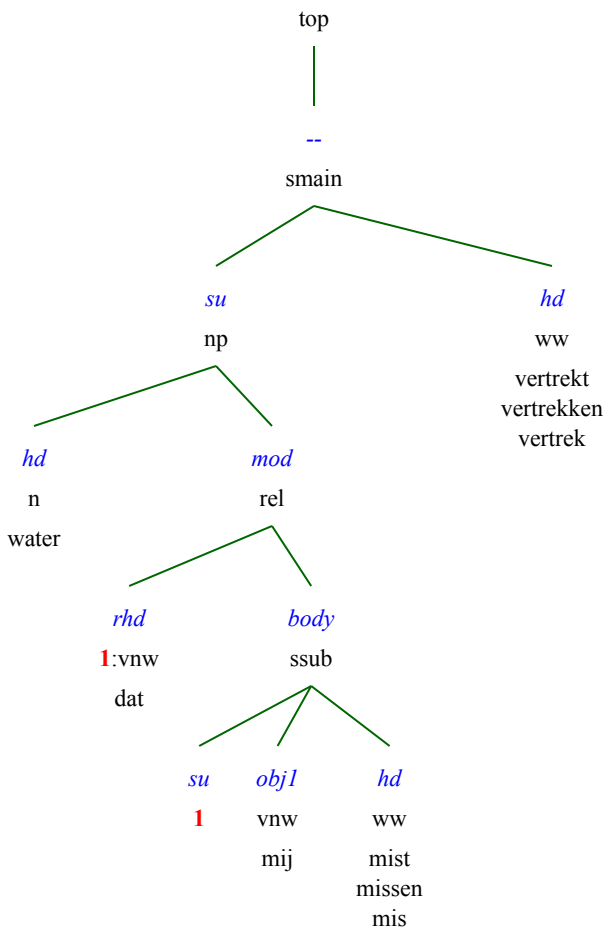 top
--
smain
su hd
np ww
vertrekt
vertrekken
vertrek
hd mod
n rel
water
rhd body
1:vnw ssub
dat
su obj1 hd
1 vnw ww
mij mist
missen
mis